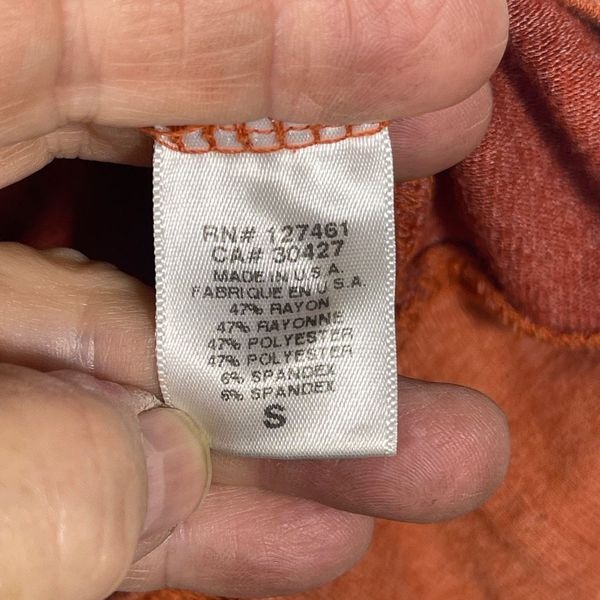 RN# 127461
CA# 30427
MADE IN U.S.A.
FABRIQUE EN U.S.A.
47% RAYON
47% RAYONNE
47% POLYESTER
47% POLYESTER
6% SPANDEX
6% SPANDEX
S